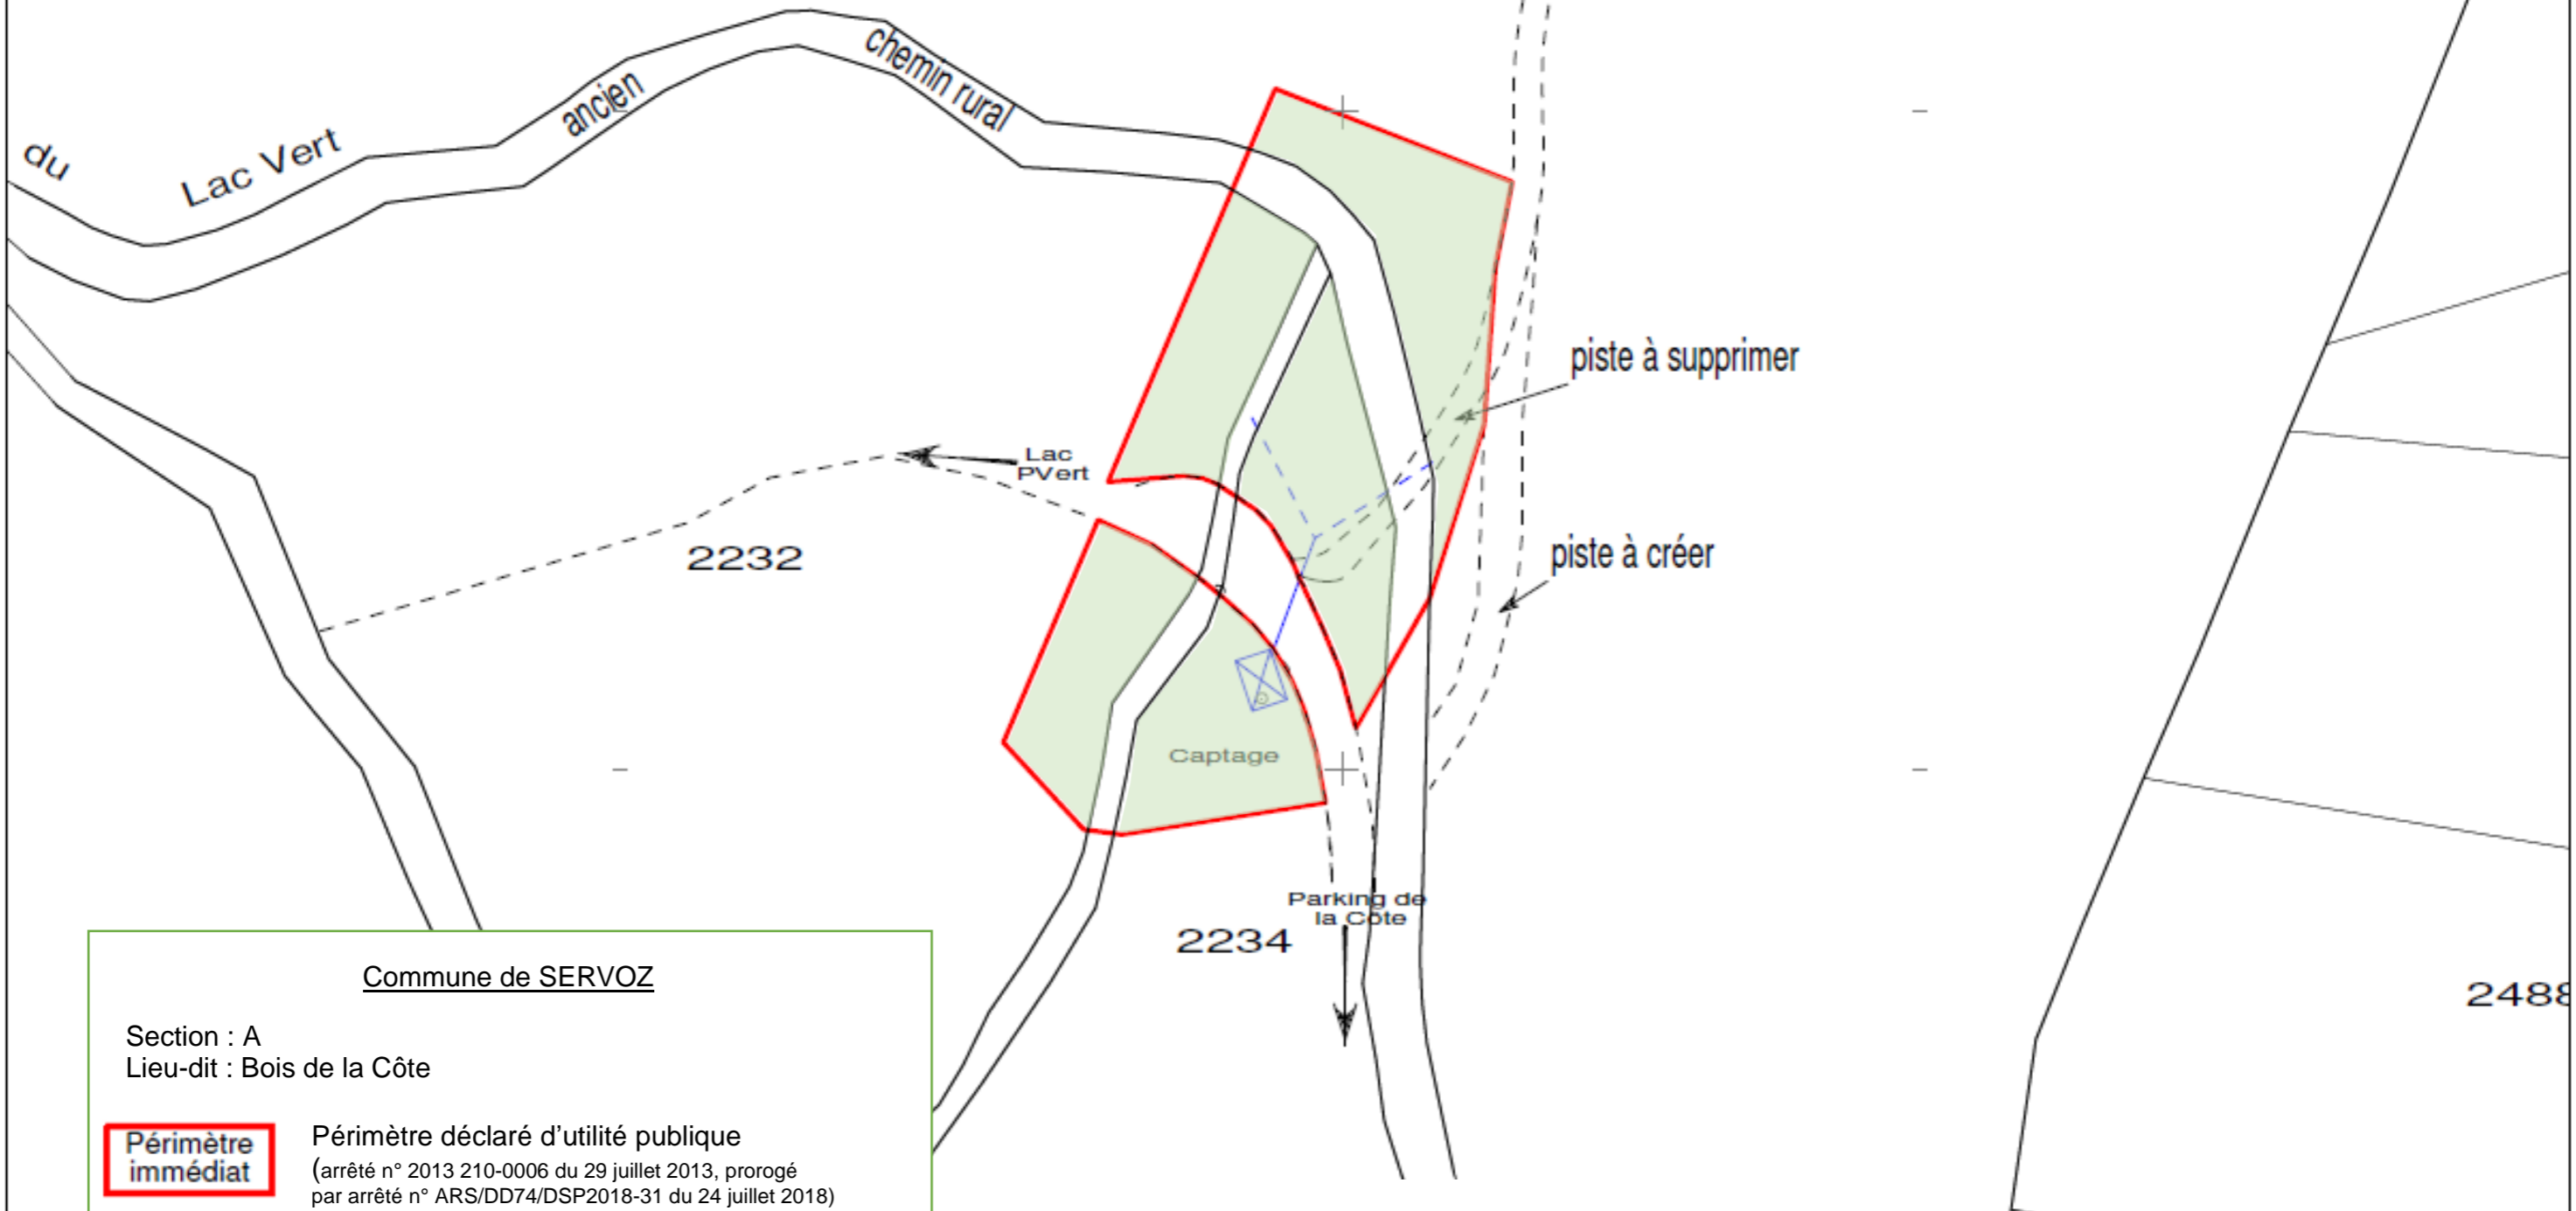 chemin rural
ancien
du
Lac Vert
piste à supprimer
Lac
PVert
2232
piste à créer
Captage
Parking de
la Côte
2234
2488
Commune de SERVOZ
Section : A
Lieu-dit : Bois de la Côte
Périmètre
immédiat
Périmètre déclaré d’utilité publique
(arrêté n° 2013 210-0006 du 29 juillet 2013, prorogé
par arrêté n° ARS/DD74/DSP2018-31 du 24 juillet 2018)